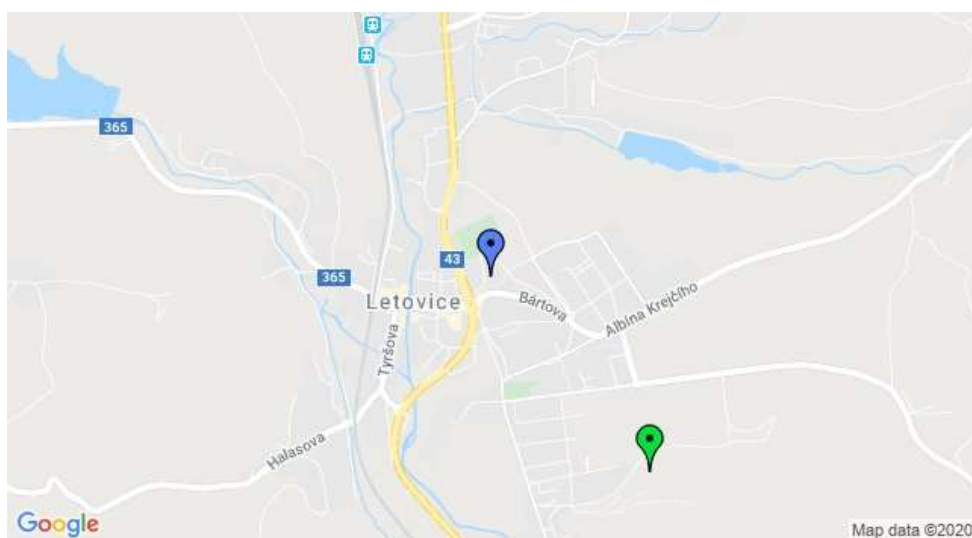 365
43
365
Letovice
Bártova
Albína Krejčího
Tyršova
Halasova
Google
Map data ©2020